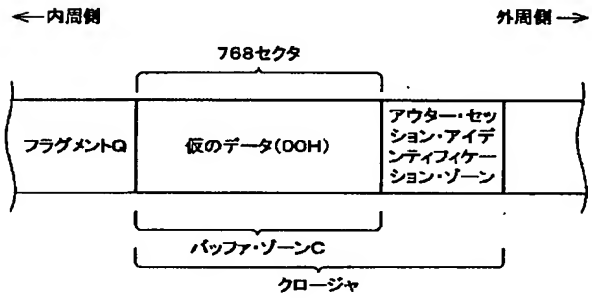 ←内周側
外周側→
768セクタ
フラグメントQ
仮のデータ(00H)
アウター・セッ
ション・アイデ
ンティフィケー
ション・ゾーン
バッファ・ゾーンC
クロージャ